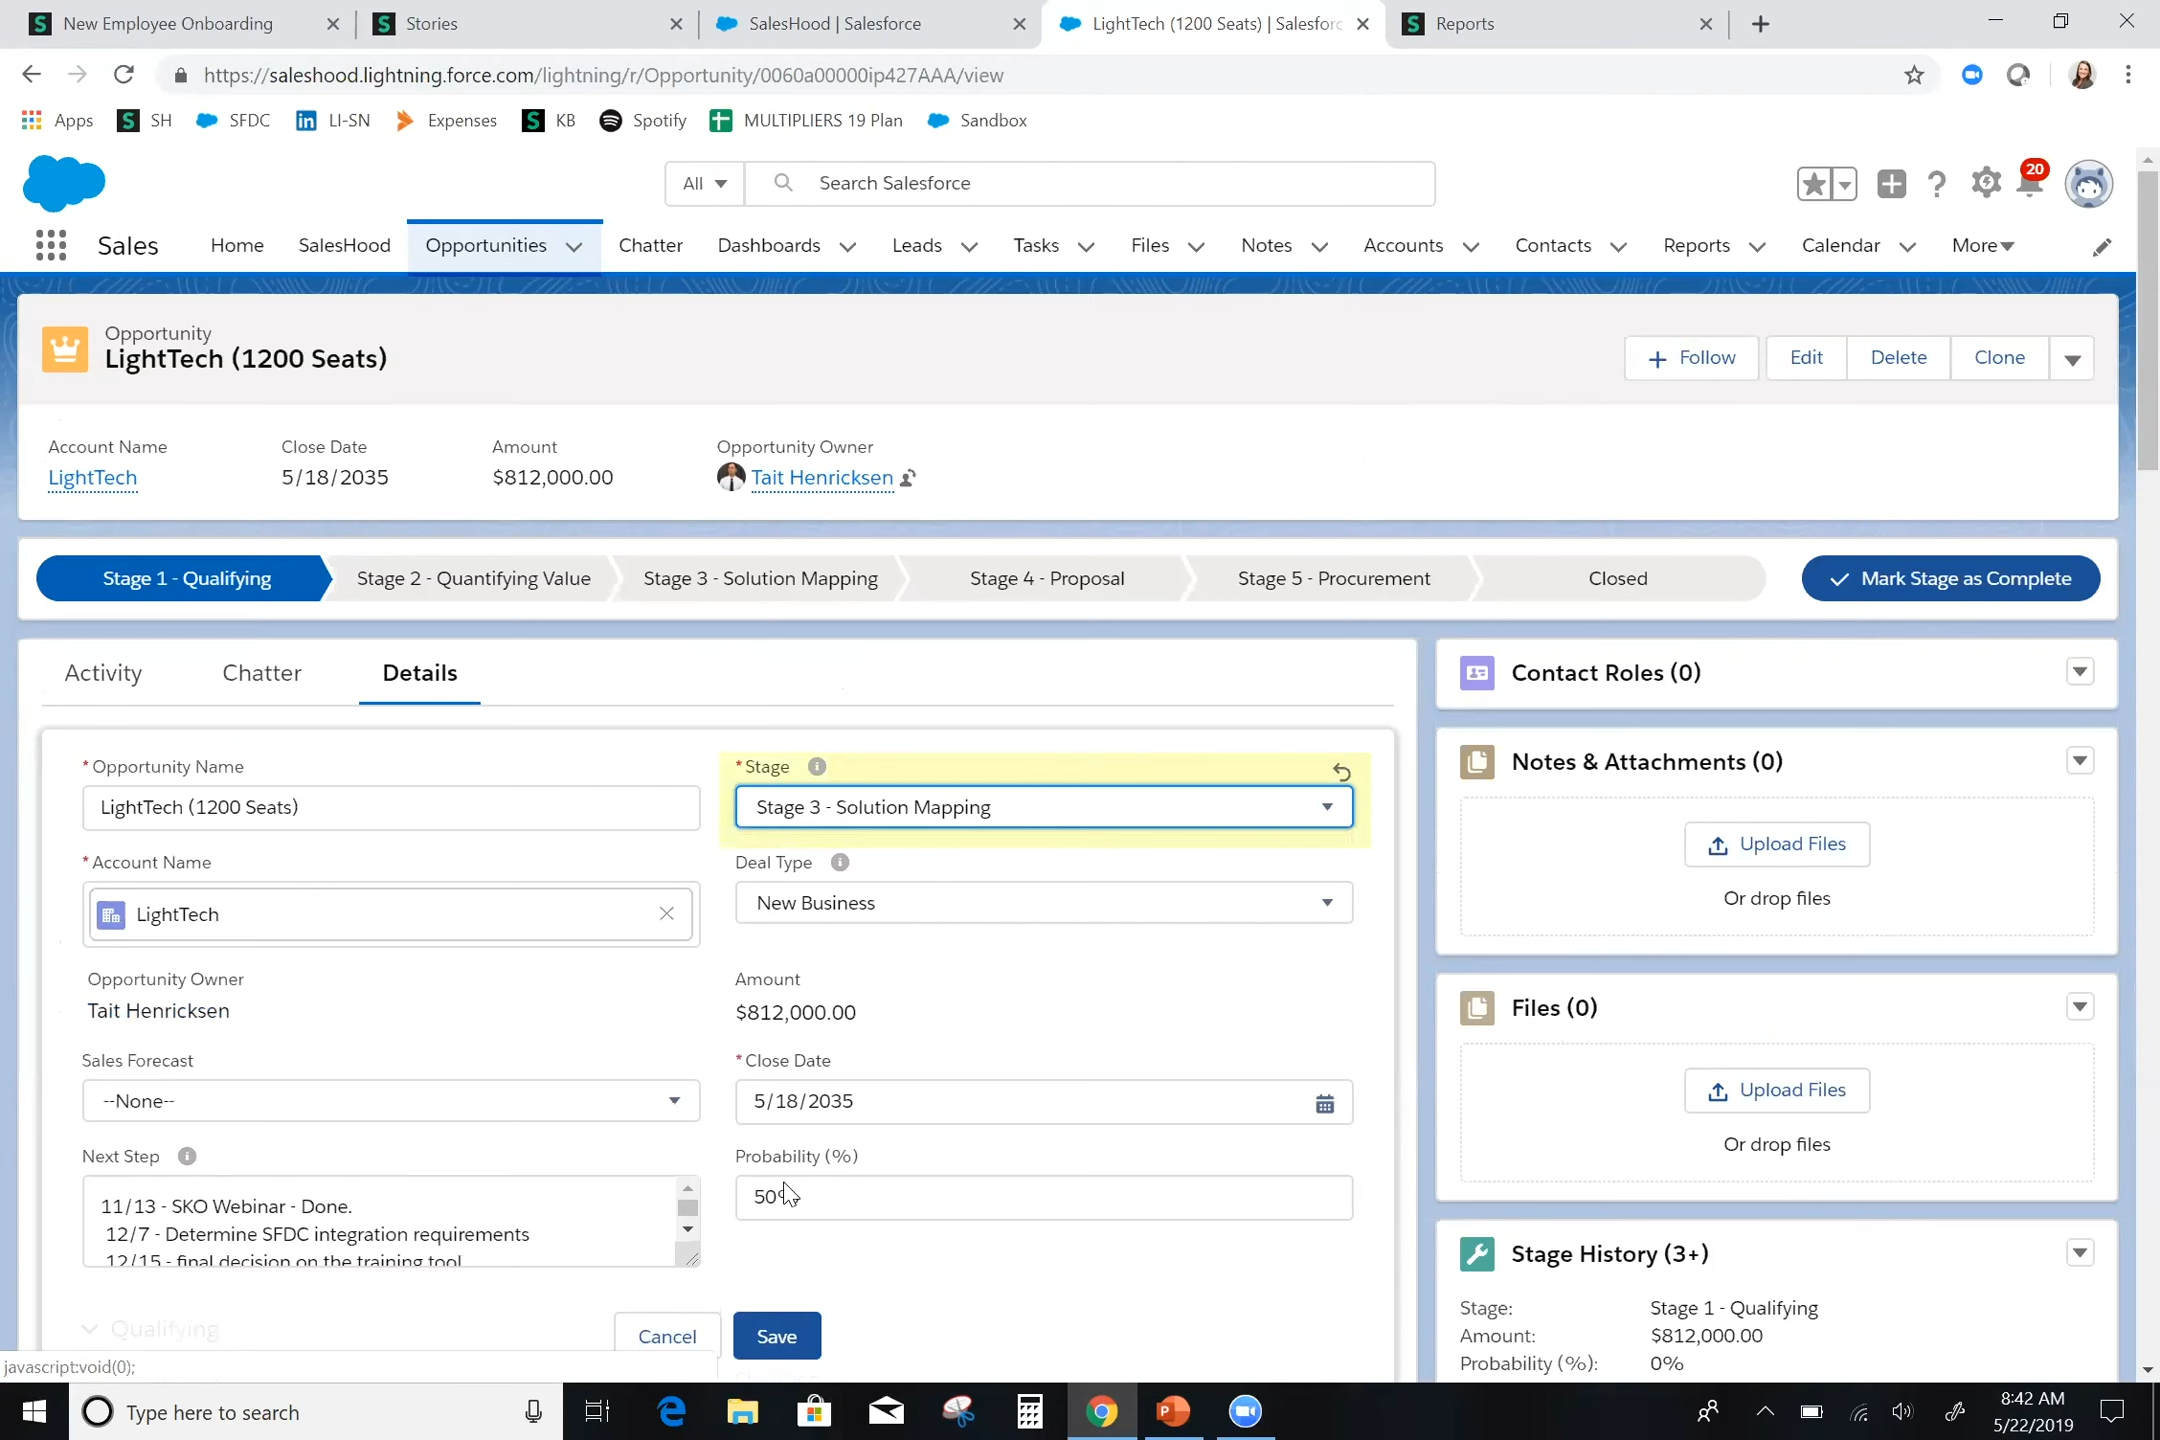 New Employee Onboarding
Stories
SalesHood | Salesforce
LightTech (1200 Seats) | Salesforc
Reports
https://saleshood.lightning.force.com/lightning/r/Opportunity/0060a00000ip427AAA/view
Apps SH SFDC LI-SN Expenses KB Spotify MULTIPLIERS 19 Plan Sandbox
All Search Salesforce 20
Sales Home SalesHood Opportunities Chatter Dashboards Leads Tasks Files Notes Accounts Contacts Reports Calendar More
Opportunity
LightTech (1200 Seats)
Follow Edit Delete Clone
Account Name Close Date Amount Opportunity Owner
LightTech 5/18/2035 $812,000.00 Tait Henricksen
Stage 1 - Qualifying Stage 2 - Quantifying Value Stage 3 - Solution Mapping Stage 4 - Proposal Stage 5 - Procurement Closed Mark Stage as Complete
Activity Chatter Details
*Opportunity Name
LightTech (1200 Seats)
*Stage
Stage 3 - Solution Mapping
*Account Name
LightTech
Deal Type
New Business
Opportunity Owner
Tait Henricksen
Amount
$812,000.00
Sales Forecast
--None--
*Close Date
5/18/2035
Next Step
11/13 - SKO Webinar - Done.
12/7 - Determine SFDC integration requirements
12/15 - final decision on the training tool
Probability (%)
50%
Qualifying
Cancel Save
Contact Roles (0)
Notes & Attachments (0)
Upload Files
Or drop files
Files (0)
Upload Files
Or drop files
Stage History (3+)
Stage: Stage 1 - Qualifying
Amount: $812,000.00
Probability (%): 0%
javascript:void(0);
Type here to search
8:42 AM
5/22/2019